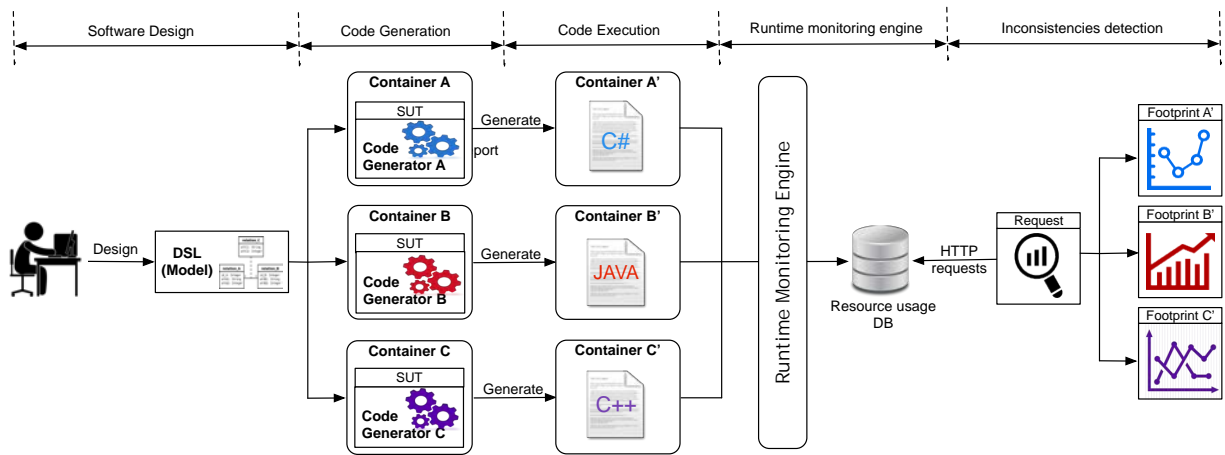 Software Design
Code Generation
Code Execution
Runtime monitoring engine
Inconsistencies detection
Container A
SUT
Code
Generator A
Generate
port
Container A’
C#
Design
DSL
(Model)
Container B
SUT
Code
Generator B
Generate
Container B’
JAVA
Container C
SUT
Code
Generator C
Generate
Container C’
C++
Runtime Monitoring Engine
Resource usage
DB
HTTP
requests
Request
Footprint A’
Footprint B’
Footprint C’